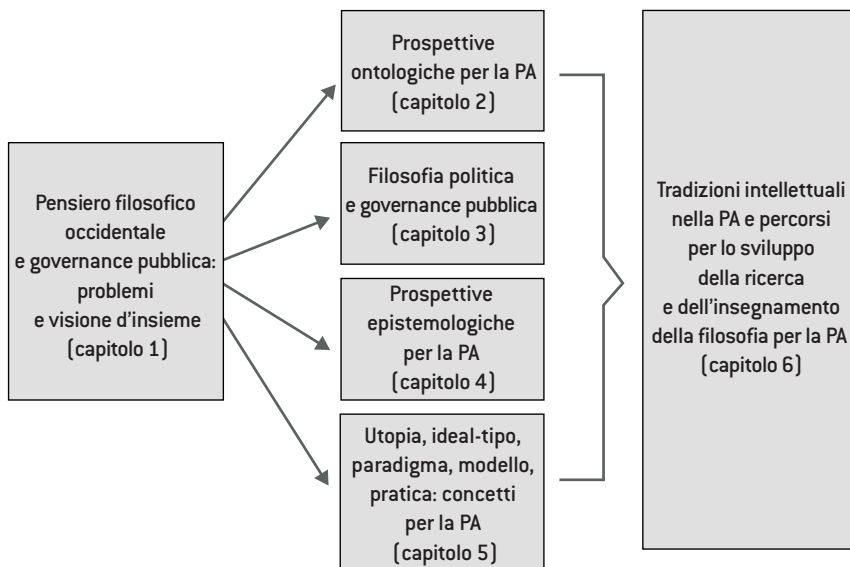 Pensiero filosofico
occidentale
e governance pubblica:
problemi
e visione d'insieme
(capitolo 1)
Prospettive
ontologiche per la PA
(capitolo 2)
Filosofia politica
e governance pubblica
(capitolo 3)
Prospettive
epistemologiche
per la PA
(capitolo 4)
Utopia, ideal-tipo,
paradigma, modello,
pratica: concetti
per la PA
(capitolo 5)
Tradizioni intellettuali
nella PA e percorsi
per lo sviluppo
della ricerca
e dell'insegnamento
della filosofia per la PA
(capitolo 6)